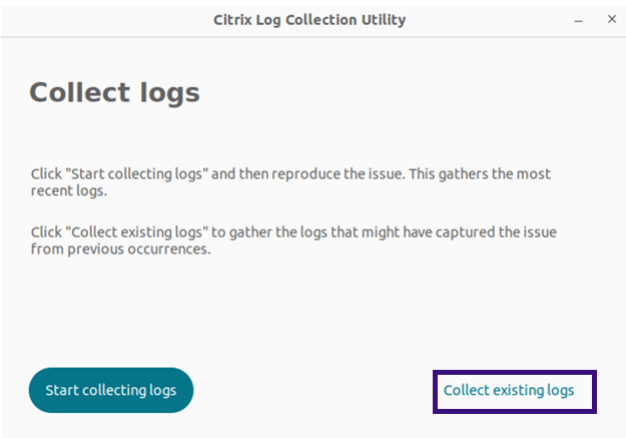 Citrix Log Collection Utility
Collect logs
Click "Start collecting logs" and then reproduce the issue. This gathers the most
recent logs.
Click "Collect existing logs" to gather the logs that might have captured the issue
from previous occurrences.
Start collecting logs
Collect existing logs